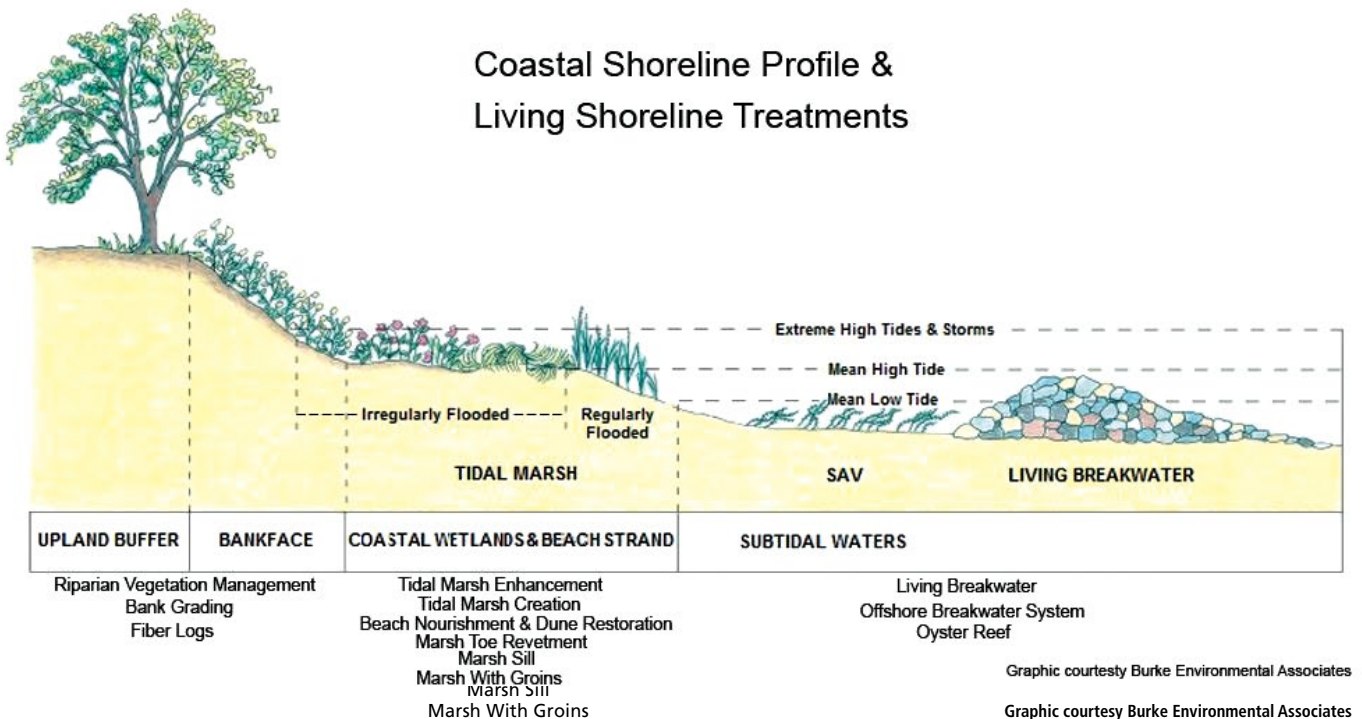 Coastal Shoreline Profile &
Living Shoreline Treatments
Extreme High Tides & Storms
Mean High Tide
Mean Low Tide
Irregularly Flooded
Regularly
Flooded
TIDAL MARSH
SAV
LIVING BREAKWATER
UPLAND BUFFER
BANKFACE
COASTAL WETLANDS & BEACH STRAND
SUBTIDAL WATERS
Riparian Vegetation Management
Bank Grading
Fiber Logs
Tidal Marsh Enhancement
Tidal Marsh Creation
Beach Nourishment & Dune Restoration
Marsh Toe Revetment
Marsh Sill
Marsh With Groins
Marsh Sill
Marsh With Groins
Living Breakwater
Offshore Breakwater System
Oyster Reef
Graphic courtesty Burke Environmental Associates
Graphic courtesy Burke Environmental Associates